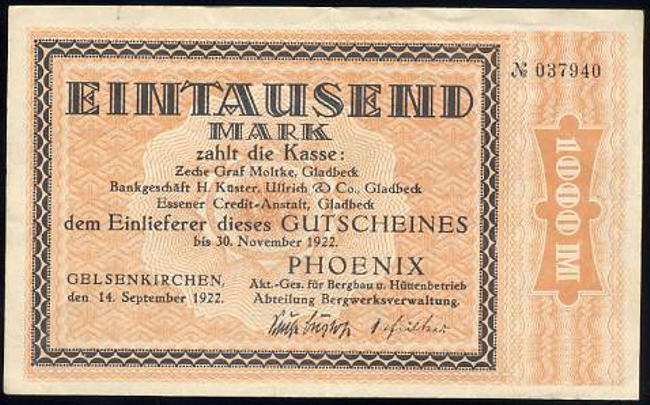 № 037940
EINTAUSEND
MARK
zahlt die Kasse:
Zeche Graf Moltke, Gladbeck
Bankgeschäft H. Küster, Ullrich & Co., Gladbeck
Essener Credit-Anstalt, Gladbeck
dem Einlieferer dieses GUTSCHEINES
bis 30. November 1922.
GELSENKIRCHEN,
den 14. September 1922.
PHOENIX
Akt.-Ges. für Bergbau u. Hüttenbetrieb
Abteilung Bergwerksverwaltung.
1000 M